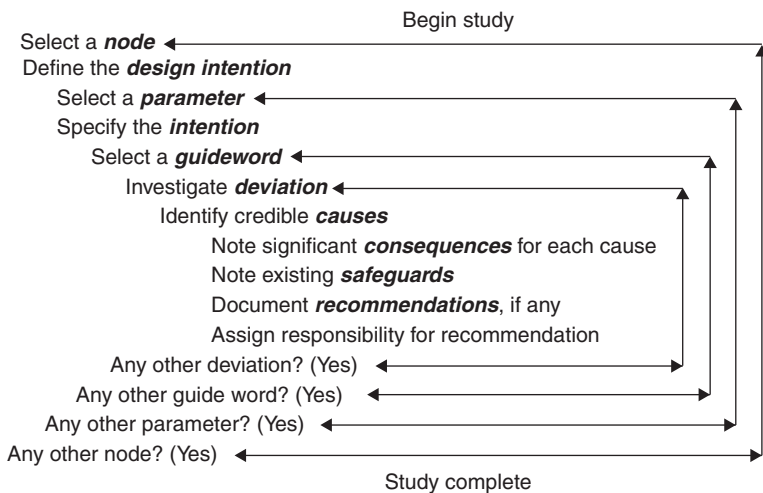 Begin study
Select a node
Define the design intention
Select a parameter
Specify the intention
Select a guideword
Investigate deviation
Identify credible causes
Note significant consequences for each cause
Note existing safeguards
Document recommendations, if any
Assign responsibility for recommendation
Any other deviation? (Yes)
Any other guide word? (Yes)
Any other parameter? (Yes)
Any other node? (Yes)
Study complete